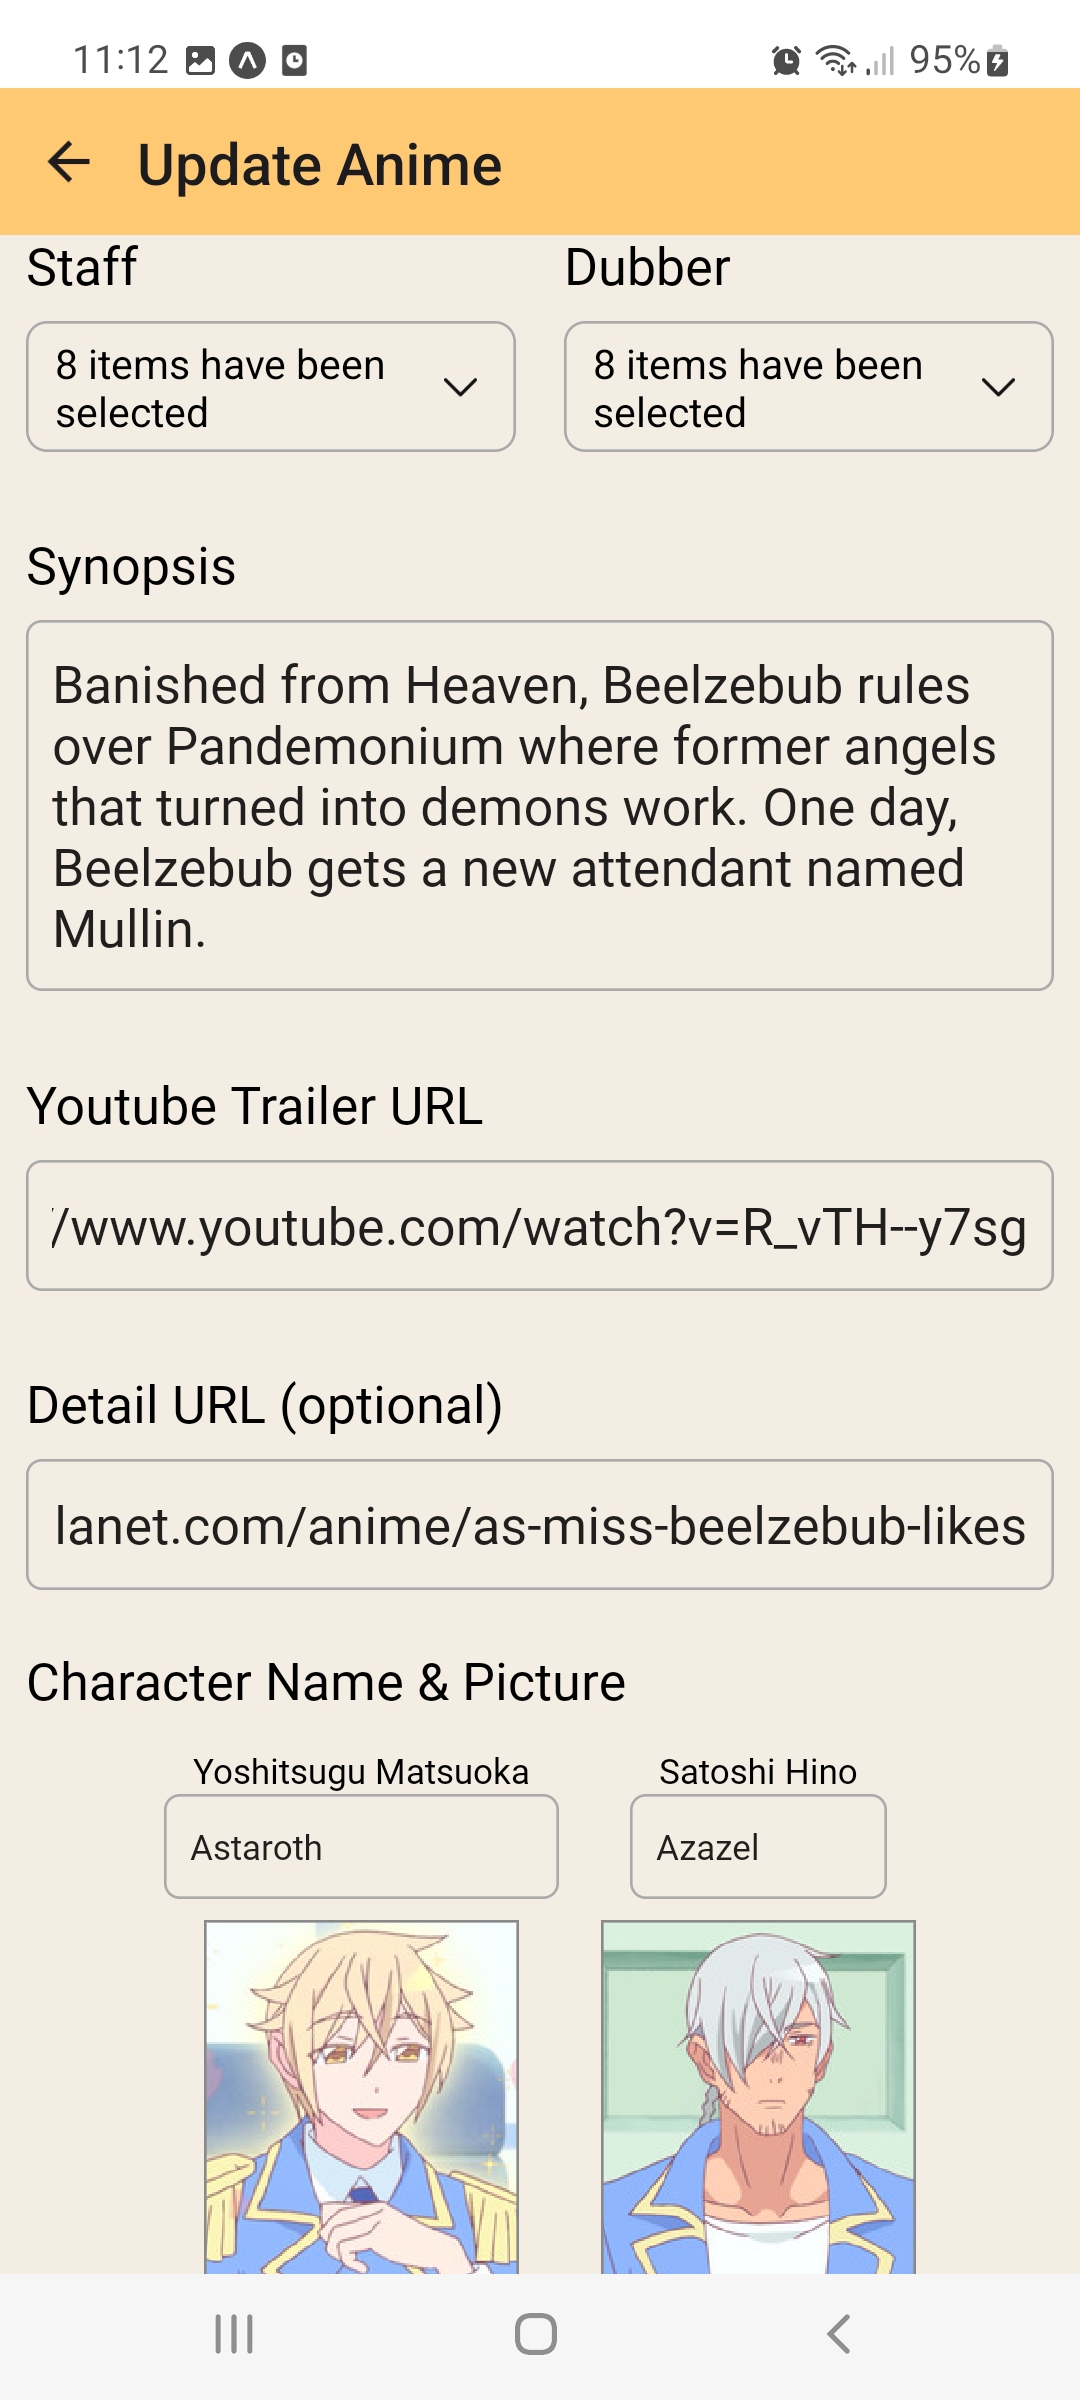 11:12
95%
Update Anime
Staff
Dubber
8 items have been
selected
8 items have been
selected
Synopsis
Banished from Heaven, Beelzebub rules
over Pandemonium where former angels
that turned into demons work. One day,
Beelzebub gets a new attendant named
Mullin.
Youtube Trailer URL
/www.youtube.com/watch?v=R_vTH--y7sg
Detail URL (optional)
lanet.com/anime/as-miss-beelzebub-likes
Character Name & Picture
Yoshitsugu Matsuoka
Satoshi Hino
Astaroth
Azazel